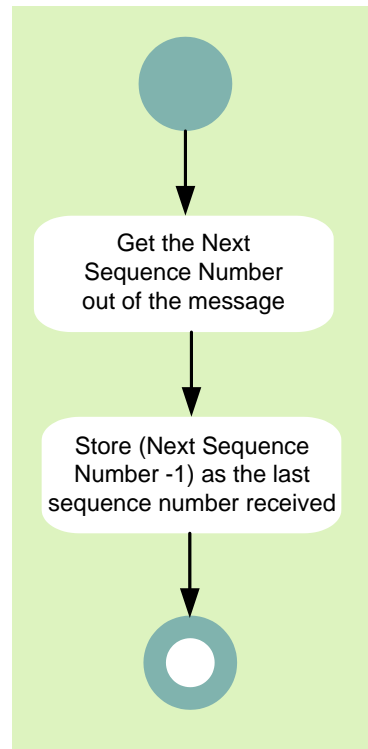 Get the Next
Sequence Number
out of the message
Store (Next Sequence
Number -1) as the last
sequence number received